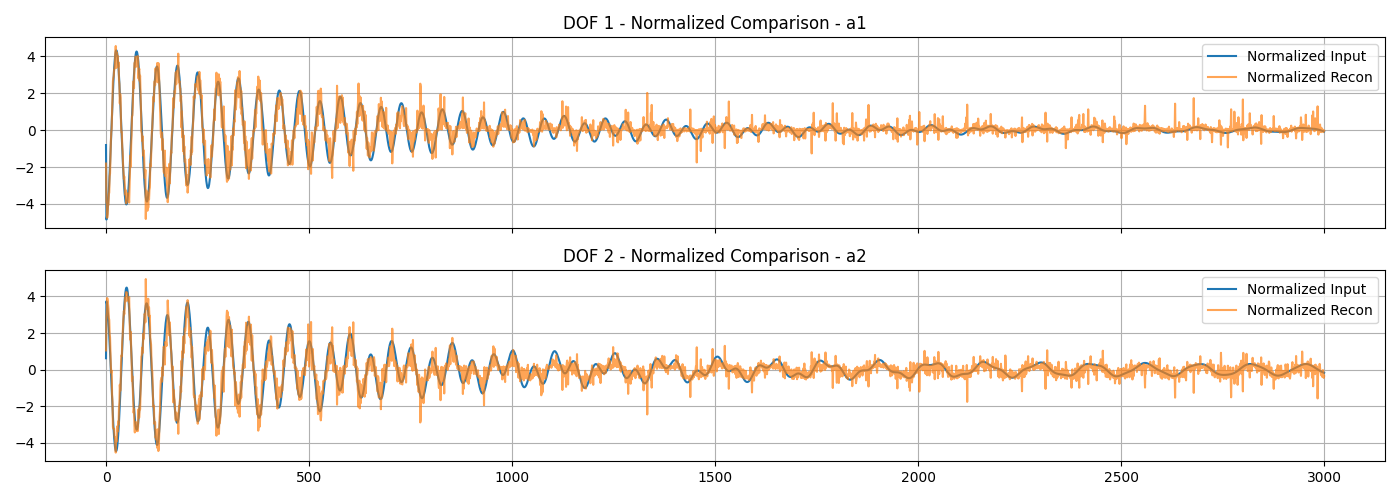 DOF 1 - Normalized Comparison - a1
4
2
0
−2
−4
Normalized Input
Normalized Recon
DOF 2 - Normalized Comparison - a2
4
2
0
−2
−4
Normalized Input
Normalized Recon
0 500 1000 1500 2000 2500 3000